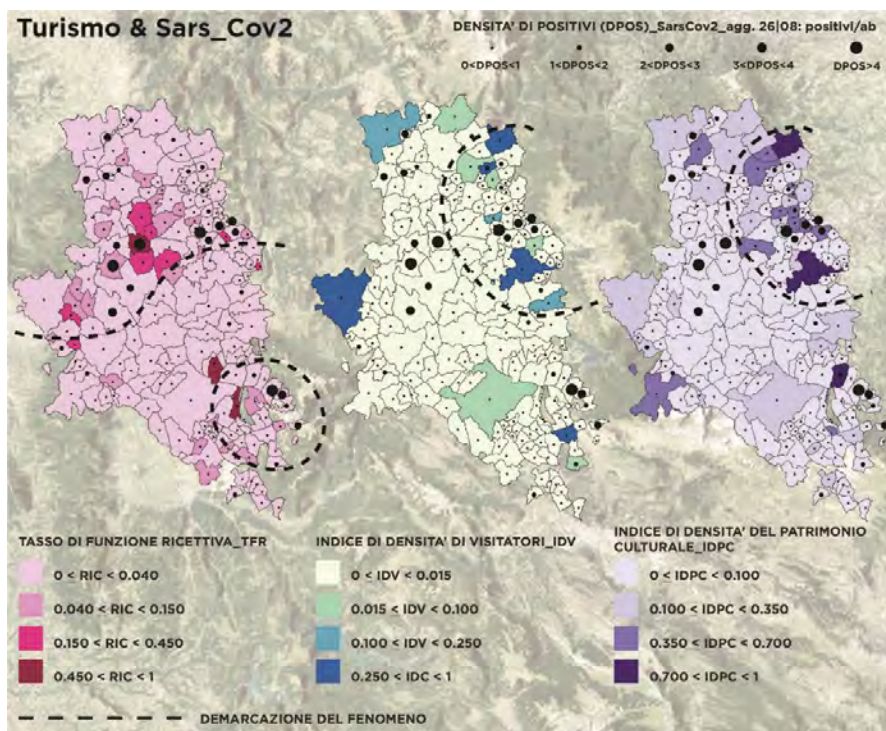 Turismo & Sars_Cov2
DENSITA' DI POSITIVI (DPOS)_SarsCov2_agg. 26|08: positivi/ab
0<DPOS<1
1<DPOS<2
2<DPOS<3
3<DPOS<4
DPOS>4
TASSO DI FUNZIONE RICETTIVA_TFR
0 < RIC < 0.040
0.040 < RIC < 0.150
0.150 < RIC < 0.450
0.450 < RIC < 1
INDICE DI DENSITA' DI VISITATORI_IDV
0 < IDV < 0.015
0.015 < IDV < 0.100
0.100 < IDV < 0.250
0.250 < IDC < 1
INDICE DI DENSITA' DEL PATRIMONIO
CULTURALE_IDPC
0 < IDPC < 0.100
0.100 < IDPC < 0.350
0.350 < IDPC < 0.700
0.700 < IDPC < 1
DEMARCAZIONE DEL FENOMENO